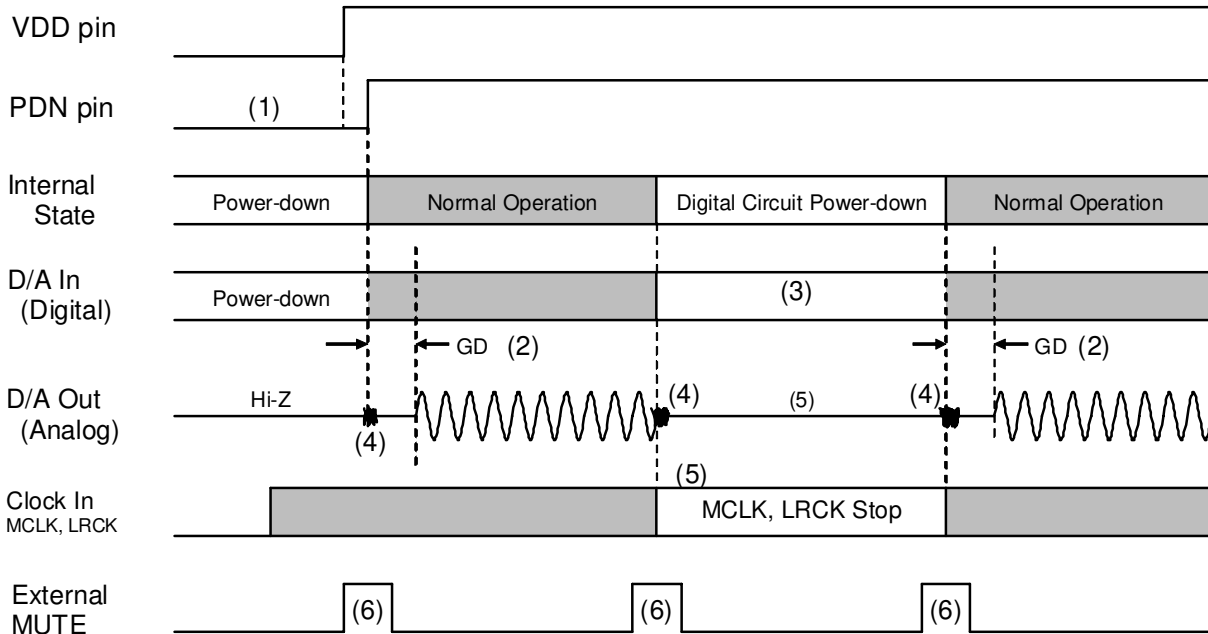 VDD pin
PDN pin
(1)
Internal
State
Power-down
Normal Operation
Digital Circuit Power-down
Normal Operation
D/A In
(Digital)
Power-down
(3)
GD (2)
GD (2)
D/A Out
(Analog)
Hi-Z
(4)
(4)
(5)
(4)
(5)
Clock In
MCLK, LRCK
MCLK, LRCK Stop
External
MUTE
(6)
(6)
(6)